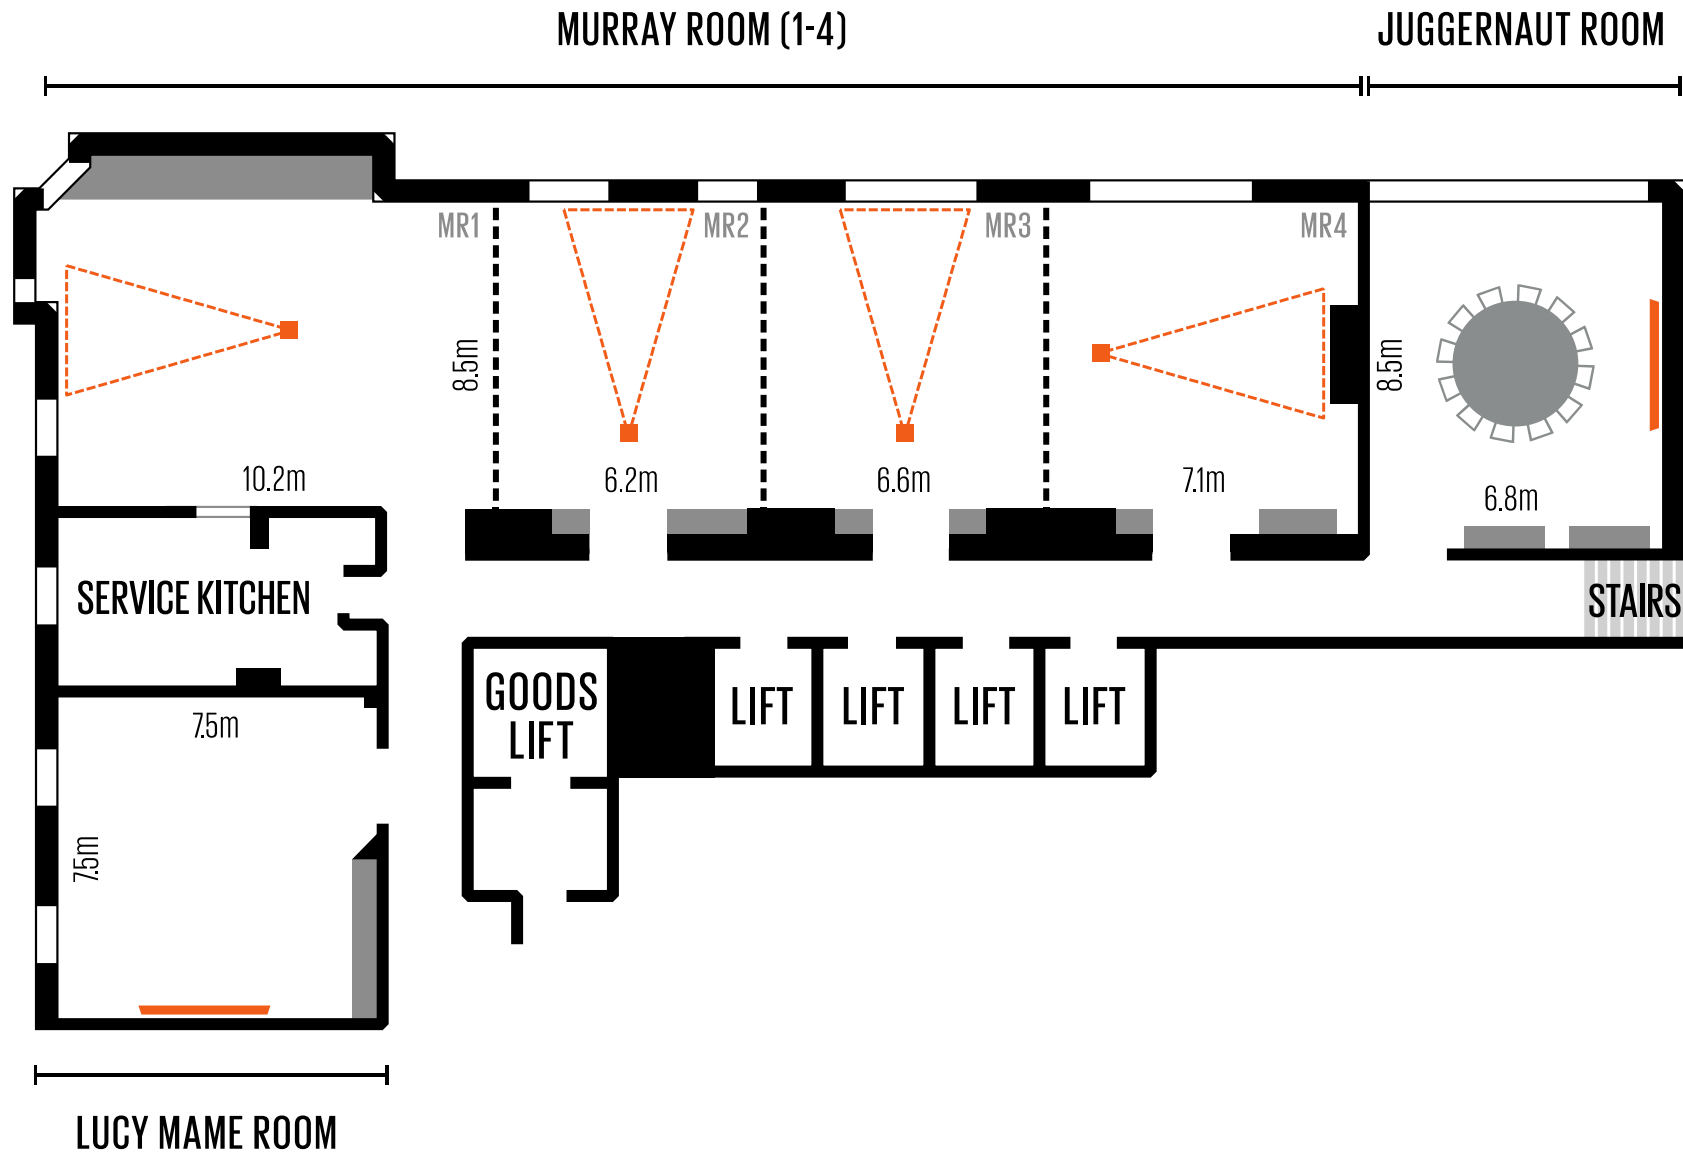 MURRAY ROOM (1-4)
JUGGERNAUT ROOM
MR1
MR2
MR3
MR4
8.5m
8.5m
10.2m
6.2m
6.6m
7.1m
6.8m
SERVICE KITCHEN
STAIRS
GOODS
LIFT
LIFT
LIFT
LIFT
LIFT
7.5m
7.5m
LUCY MAME ROOM